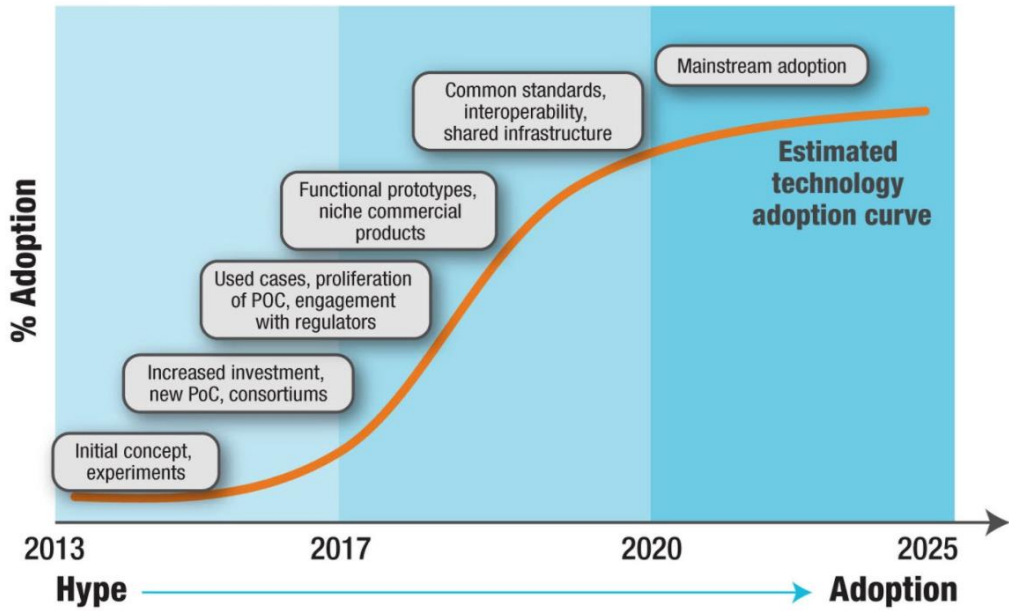 % Adoption
Mainstream adoption
Common standards,
interoperability,
shared infrastructure
Estimated
technology
adoption curve
Functional prototypes,
niche commercial
products
Used cases, proliferation
of POC, engagement
with regulators
Increased investment,
new PoC, consortiums
Initial concept,
experiments
2013
2017
2020
2025
Hype
Adoption